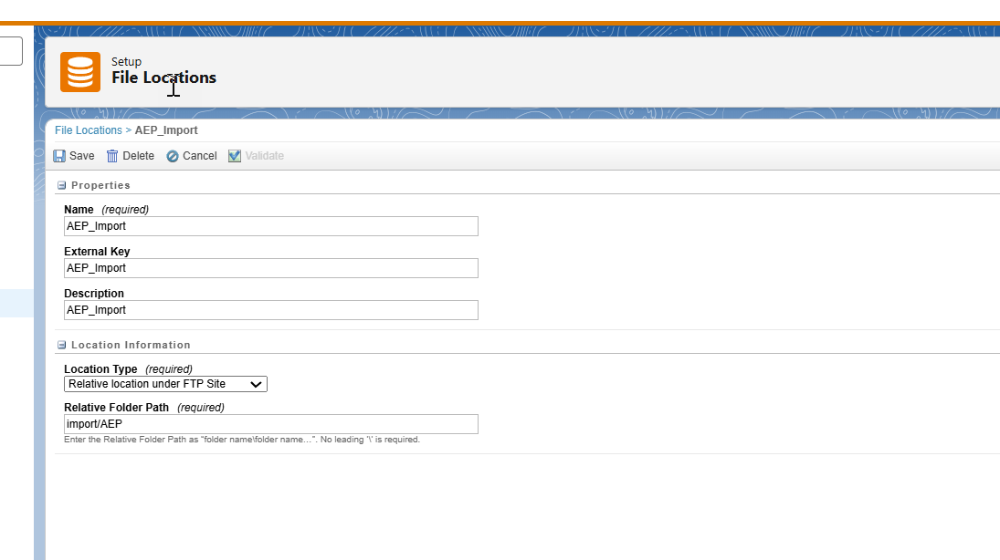 Setup
File Locations
File Locations > AEP_Import
Save Delete Cancel Validate
Properties
Name (required)
AEP_Import
External Key
AEP_Import
Description
AEP_Import
Location Information
Location Type (required)
Relative location under FTP Site
Relative Folder Path (required)
import/AEP
Enter the Relative Folder Path as "folder name\folder name…". No leading '\' is required.